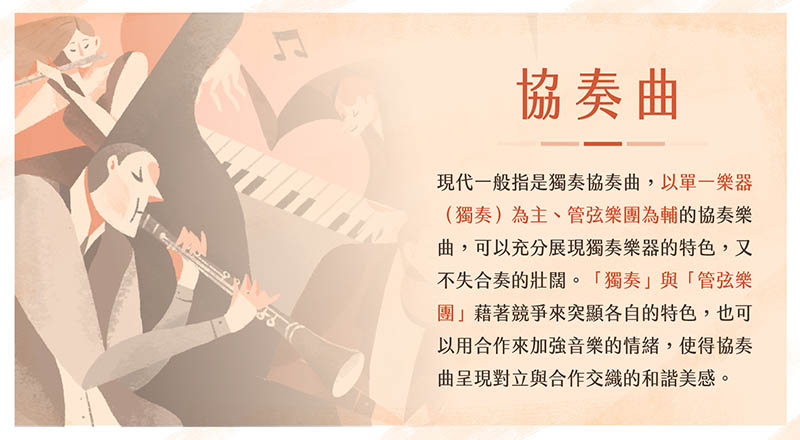 協奏曲
現代一般指是獨奏協奏曲，以單一樂器
（獨奏）為主、管弦樂團為輔的協奏樂
曲，可以充分展現獨奏樂器的特色，又
不失合奏的壯闊。「獨奏」與「管弦樂
團」藉著競爭來突顯各自的特色，也可
以用合作來加強音樂的情緒，使得協奏
曲呈現對立與合作交織的和諧美感。